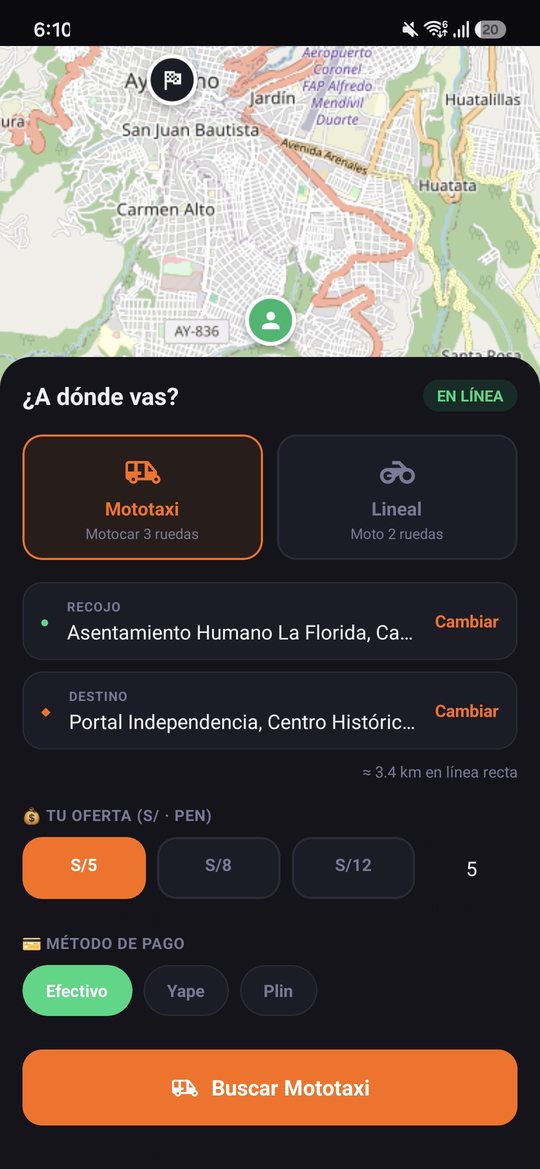 6:10
20
Aeropuerto
Coronel
FAP Alfredo
Mendívil
Duarte
Jardín
Huatalillas
San Juan Bautista
Avenida Arenales
Huatata
Carmen Alto
AY-836
Santa Rosa
¿A dónde vas?
EN LÍNEA
Mototaxi
Motocar 3 ruedas
Lineal
Moto 2 ruedas
RECOJO
Asentamiento Humano La Florida, Ca...
Cambiar
DESTINO
Portal Independencia, Centro Históric...
Cambiar
≈ 3.4 km en línea recta
💰 TU OFERTA (S/ · PEN)
S/5
S/8
S/12
5
💳 MÉTODO DE PAGO
Efectivo
Yape
Plin
Buscar Mototaxi